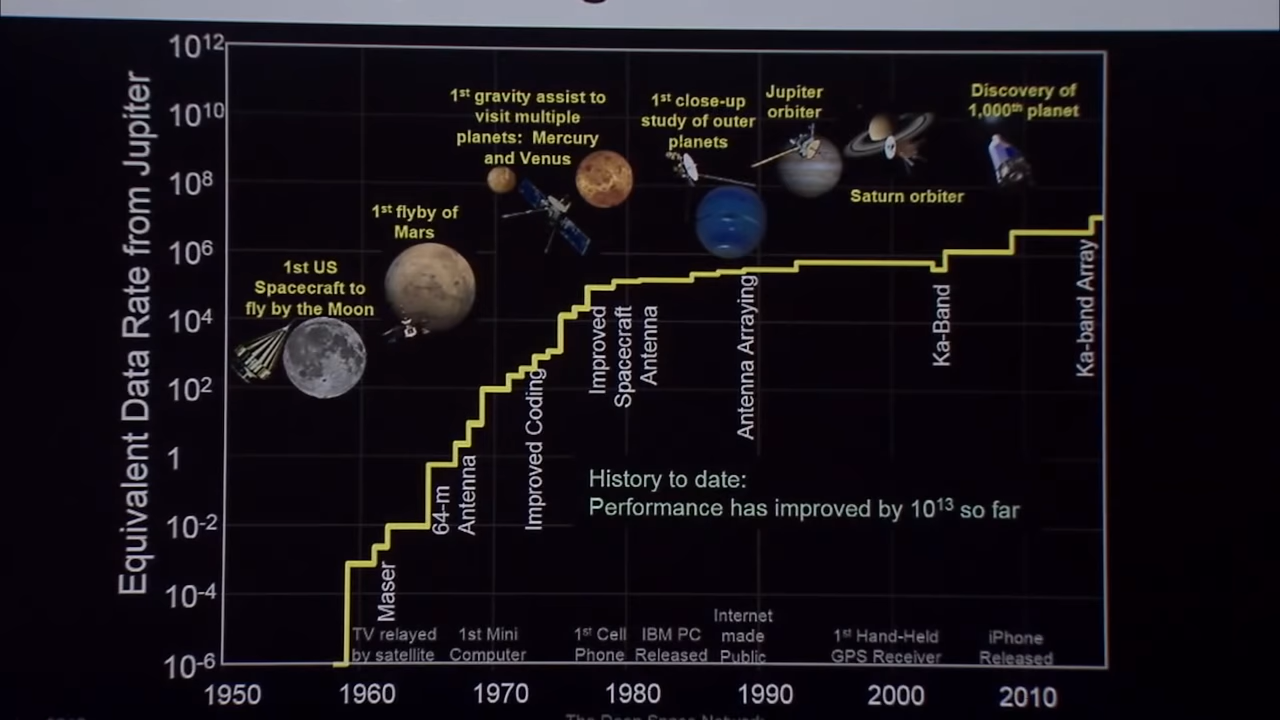 Equivalent Data Rate from Jupiter
10¹²
10¹⁰
10⁸
10⁶
10⁴
10²
1
10⁻²
10⁻⁴
10⁻⁶
1st US
Spacecraft to
fly by the Moon
1ˢᵗ flyby of
Mars
1ˢᵗ gravity assist to
visit multiple
planets: Mercury
and Venus
1ˢᵗ close-up
study of outer
planets
Jupiter
orbiter
Saturn orbiter
Discovery of
1,000ᵗʰ planet
Maser
64-m
Antenna
Improved Coding
Improved
Spacecraft
Antenna
Antenna Arraying
Ka-Band
Ka-band Array
History to date:
Performance has improved by 10¹³ so far
TV relayed
by satellite
1st Mini
Computer
1ˢᵗ Cell
Phone
IBM PC
Released
Internet
made
Public
1ˢᵗ Hand-Held
GPS Receiver
iPhone
Released
1950
1960
1970
1980
1990
2000
2010
The Deep Space Network